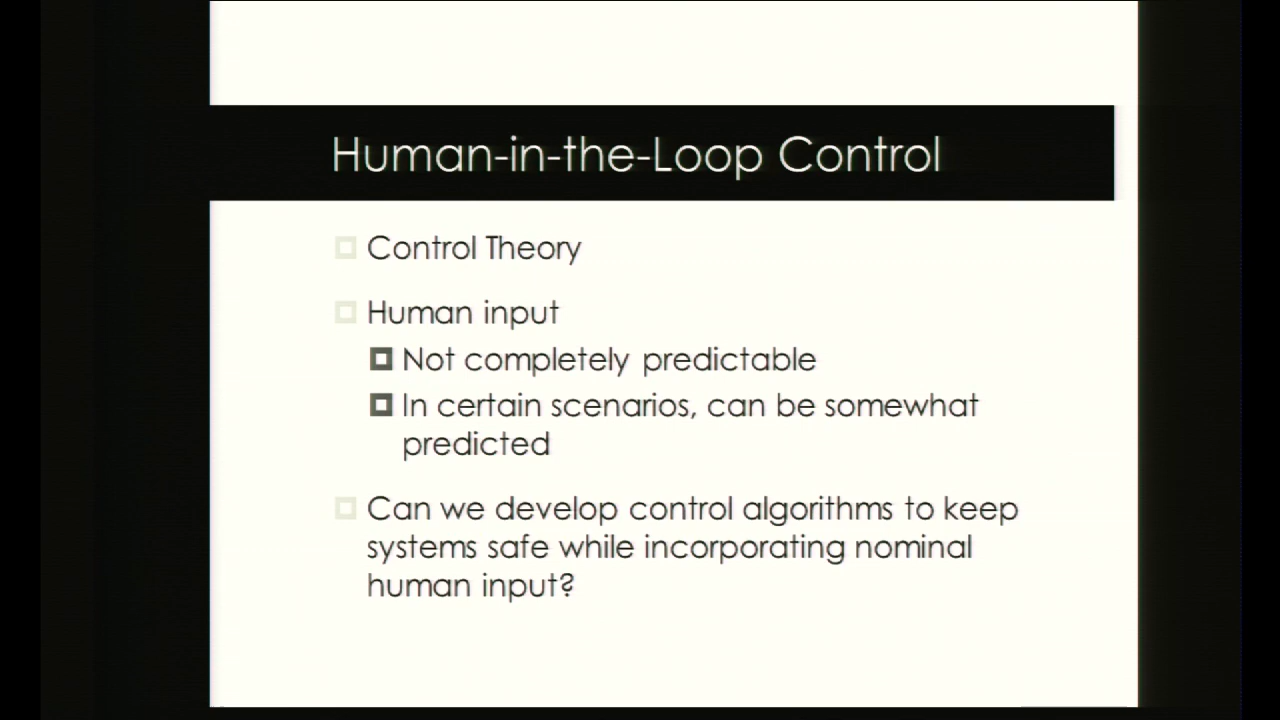 Human-in-the-Loop Control
Control Theory
Human input
Not completely predictable
In certain scenarios, can be somewhat
predicted
Can we develop control algorithms to keep
systems safe while incorporating nominal
human input?